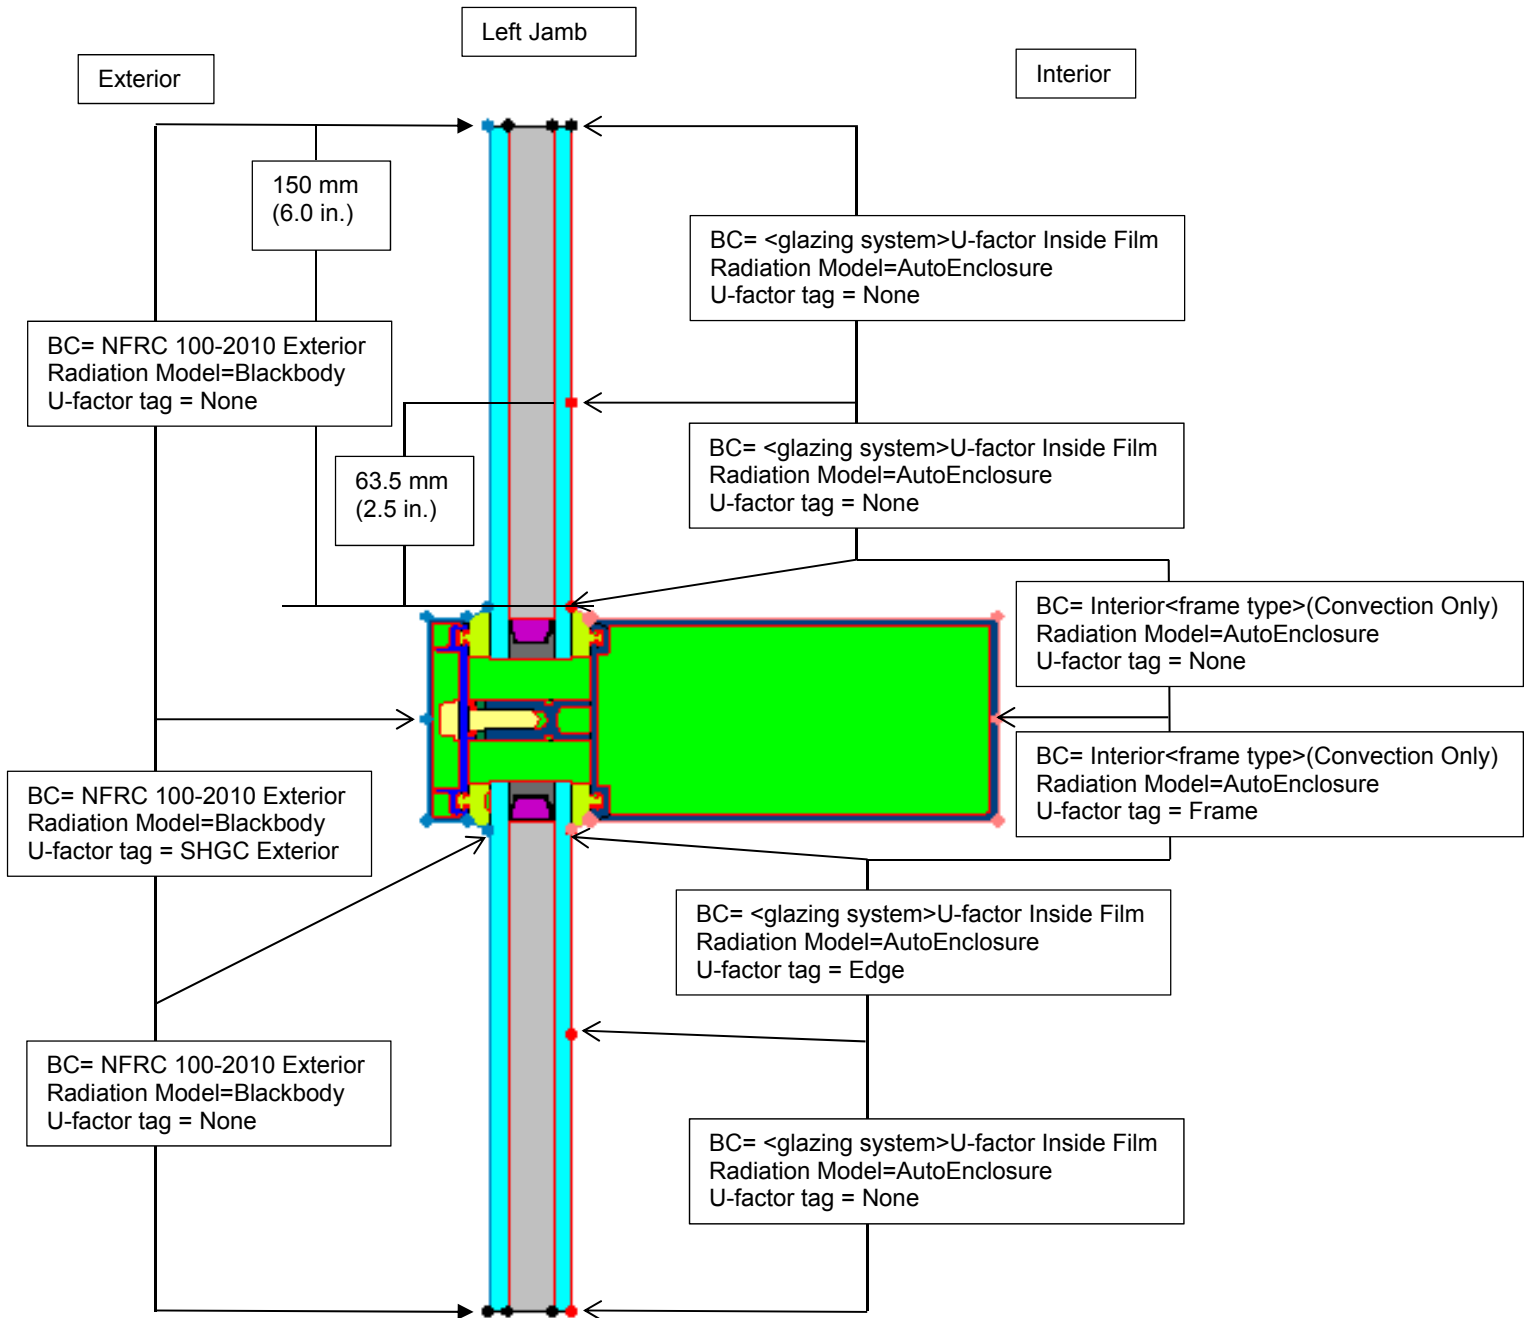 Left Jamb
Exterior
Interior
150 mm
(6.0 in.)
BC= <glazing system>U-factor Inside Film
Radiation Model=AutoEnclosure
U-factor tag = None
BC= NFRC 100-2010 Exterior
Radiation Model=Blackbody
U-factor tag = None
BC= <glazing system>U-factor Inside Film
Radiation Model=AutoEnclosure
U-factor tag = None
63.5 mm
(2.5 in.)
BC= Interior<frame type>(Convection Only)
Radiation Model=AutoEnclosure
U-factor tag = None
BC= Interior<frame type>(Convection Only)
Radiation Model=AutoEnclosure
U-factor tag = Frame
BC= NFRC 100-2010 Exterior
Radiation Model=Blackbody
U-factor tag = SHGC Exterior
BC= <glazing system>U-factor Inside Film
Radiation Model=AutoEnclosure
U-factor tag = Edge
BC= NFRC 100-2010 Exterior
Radiation Model=Blackbody
U-factor tag = None
BC= <glazing system>U-factor Inside Film
Radiation Model=AutoEnclosure
U-factor tag = None